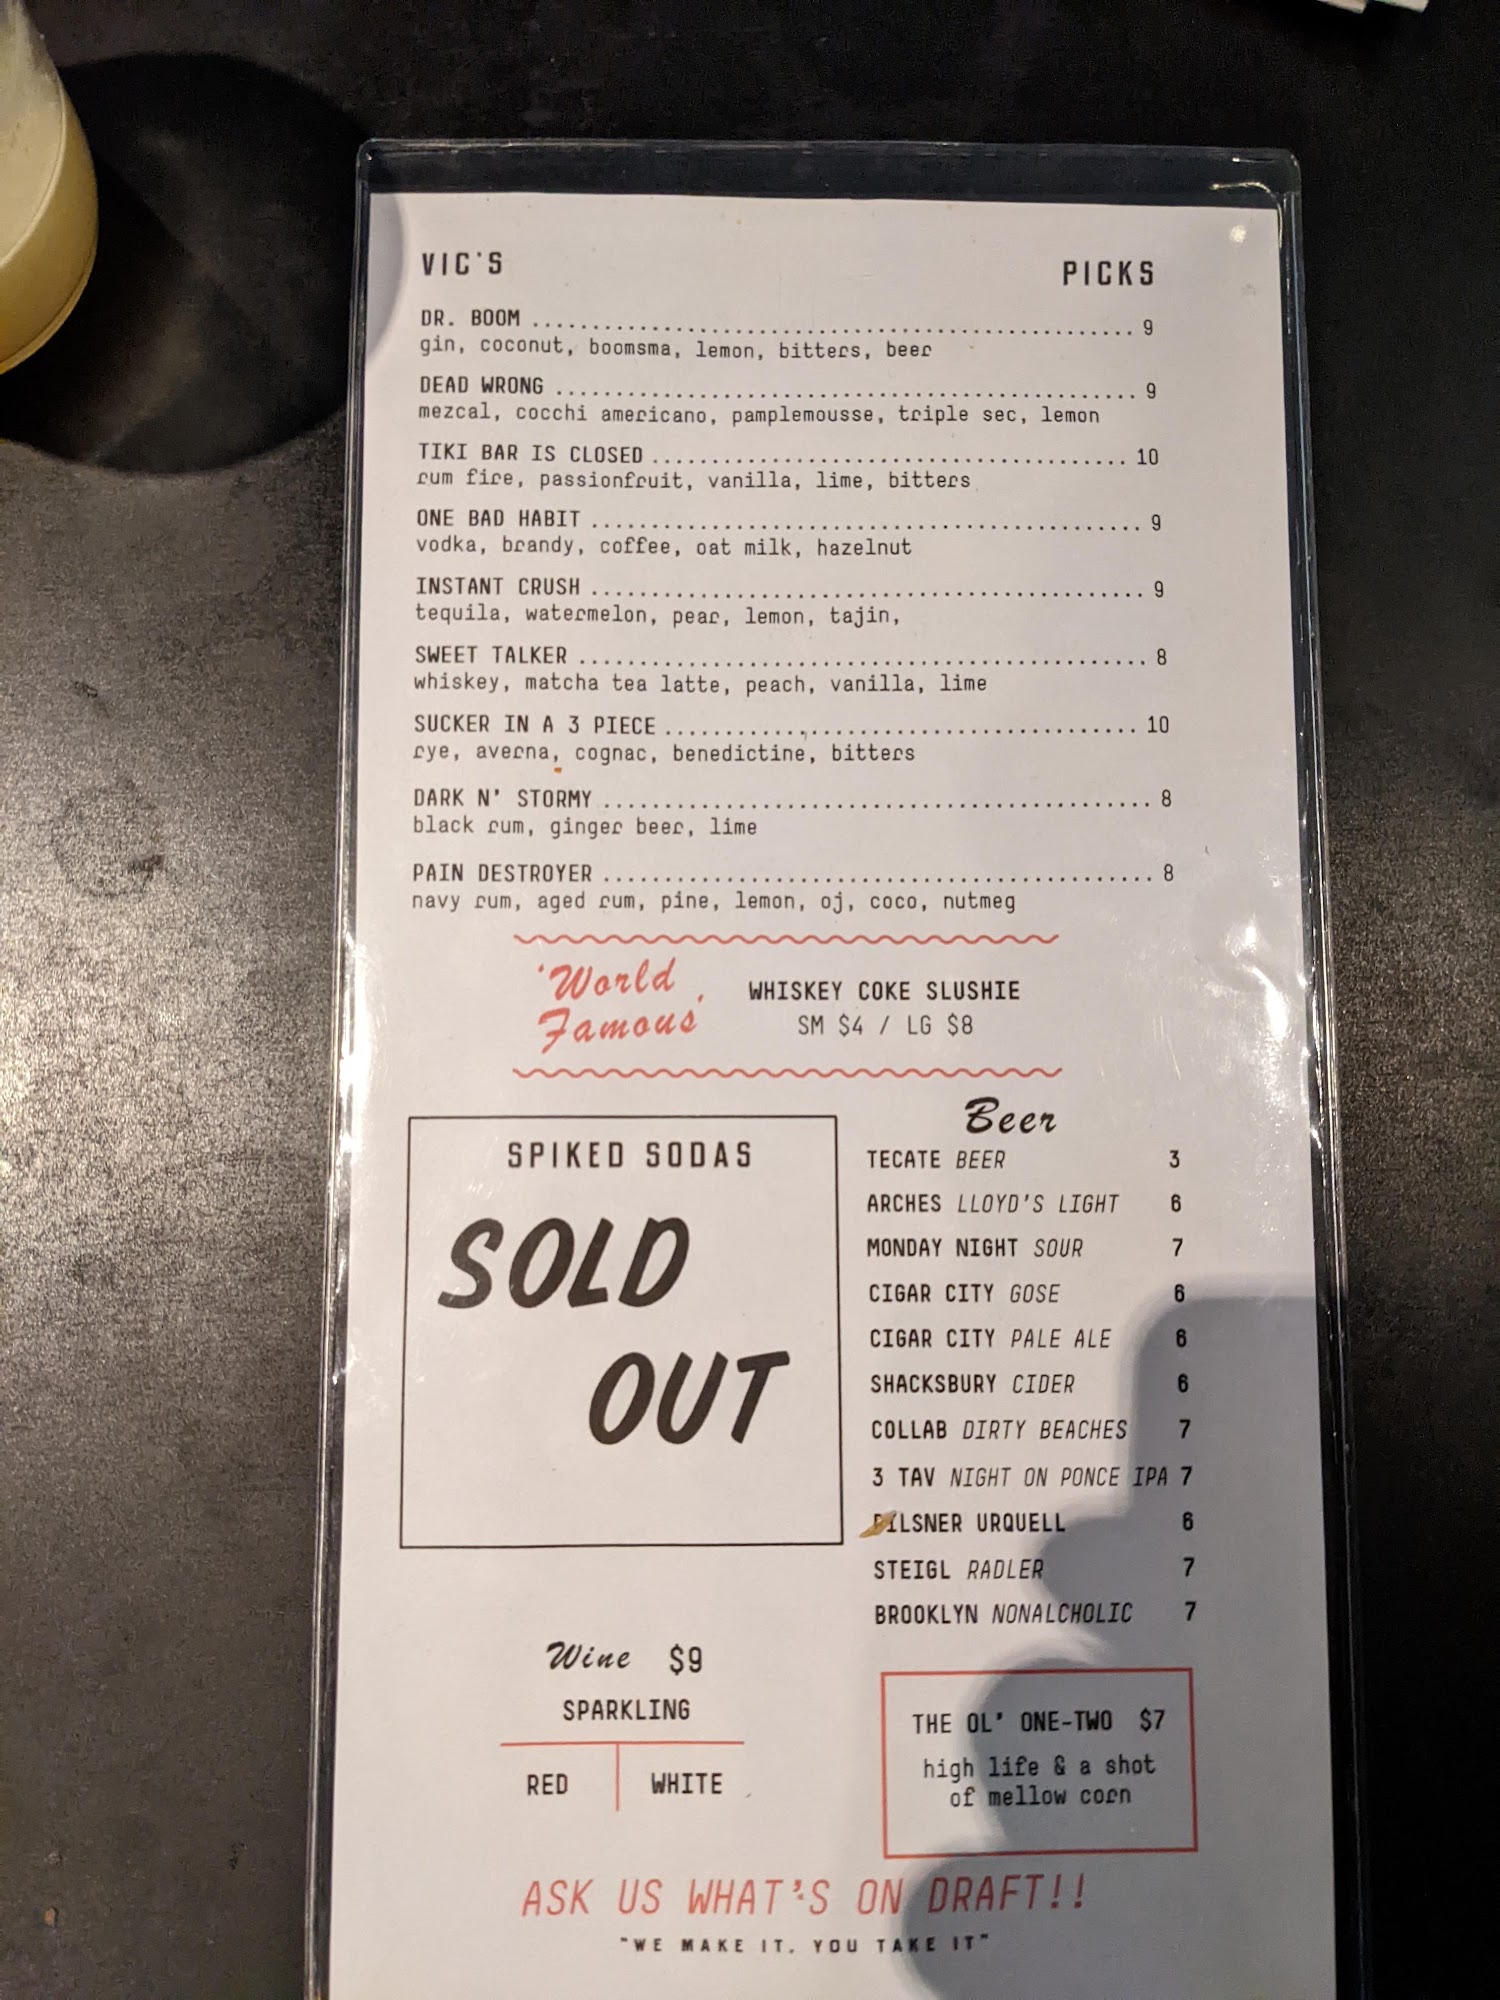 VIC'S PICKS
DR. BOOM ........ 9
gin, coconut, boomsma, lemon, bitters, beer
DEAD WRONG ........ 9
mezcal, cocchi americano, pamplemousse, triple sec, lemon
TIKI BAR IS CLOSED ........ 10
rum fire, passionfruit, vanilla, lime, bitters
ONE BAD HABIT ........ 9
vodka, brandy, coffee, oat milk, hazelnut
INSTANT CRUSH ........ 9
tequila, watermelon, pear, lemon, tajin,
SWEET TALKER ........ 8
whiskey, matcha tea latte, peach, vanilla, lime
SUCKER IN A 3 PIECE ........ 10
rye, averna, cognac, benedictine, bitters
DARK N' STORMY ........ 8
black rum, ginger beer, lime
PAIN DESTROYER ........ 8
navy rum, aged rum, pine, lemon, oj, coco, nutmeg
'World
Famous'
WHISKEY COKE SLUSHIE
SM $4 / LG $8
SPIKED SODAS
SOLD
OUT
Beer
TECATE BEER 3
ARCHES LLOYD'S LIGHT 6
MONDAY NIGHT SOUR 7
CIGAR CITY GOSE 6
CIGAR CITY PALE ALE 6
SHACKSBURY CIDER 6
COLLAB DIRTY BEACHES 7
3 TAV NIGHT ON PONCE IPA 7
PILSNER URQUELL 6
STEIGL RADLER 7
BROOKLYN NONALCHOLIC 7
Wine $9
SPARKLING
RED WHITE
THE OL' ONE-TWO $7
high life & a shot
of mellow corn
ASK US WHAT'S ON DRAFT!!
"WE MAKE IT. YOU TAKE IT"